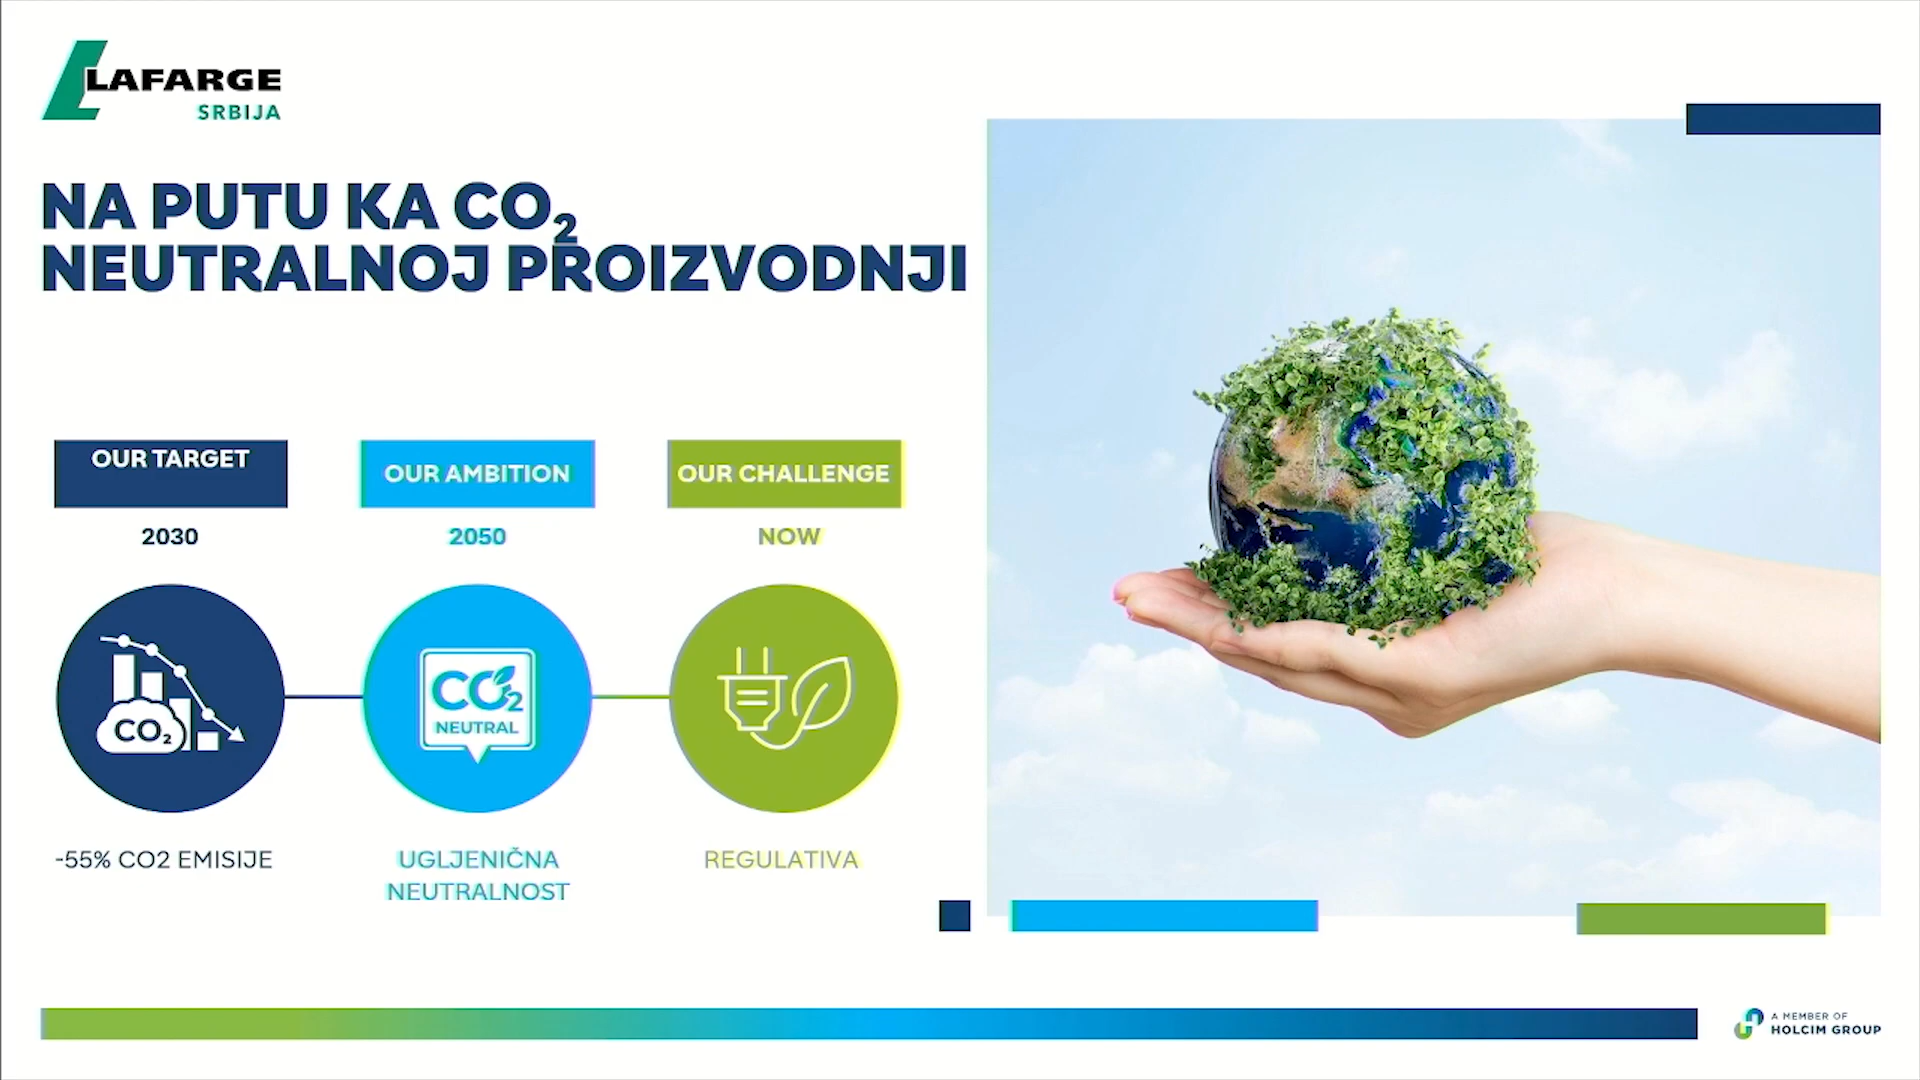 LAFARGE
SRBIJA
NA PUTU KA CO₂
NEUTRALNOJ PROIZVODNJI
OUR TARGET
2030
-55% CO2 EMISIJE
OUR AMBITION
2050
UGLJENIČNA
NEUTRALNOST
OUR CHALLENGE
NOW
REGULATIVA
CO₂
CO₂
NEUTRAL
A MEMBER OF
HOLCIM GROUP